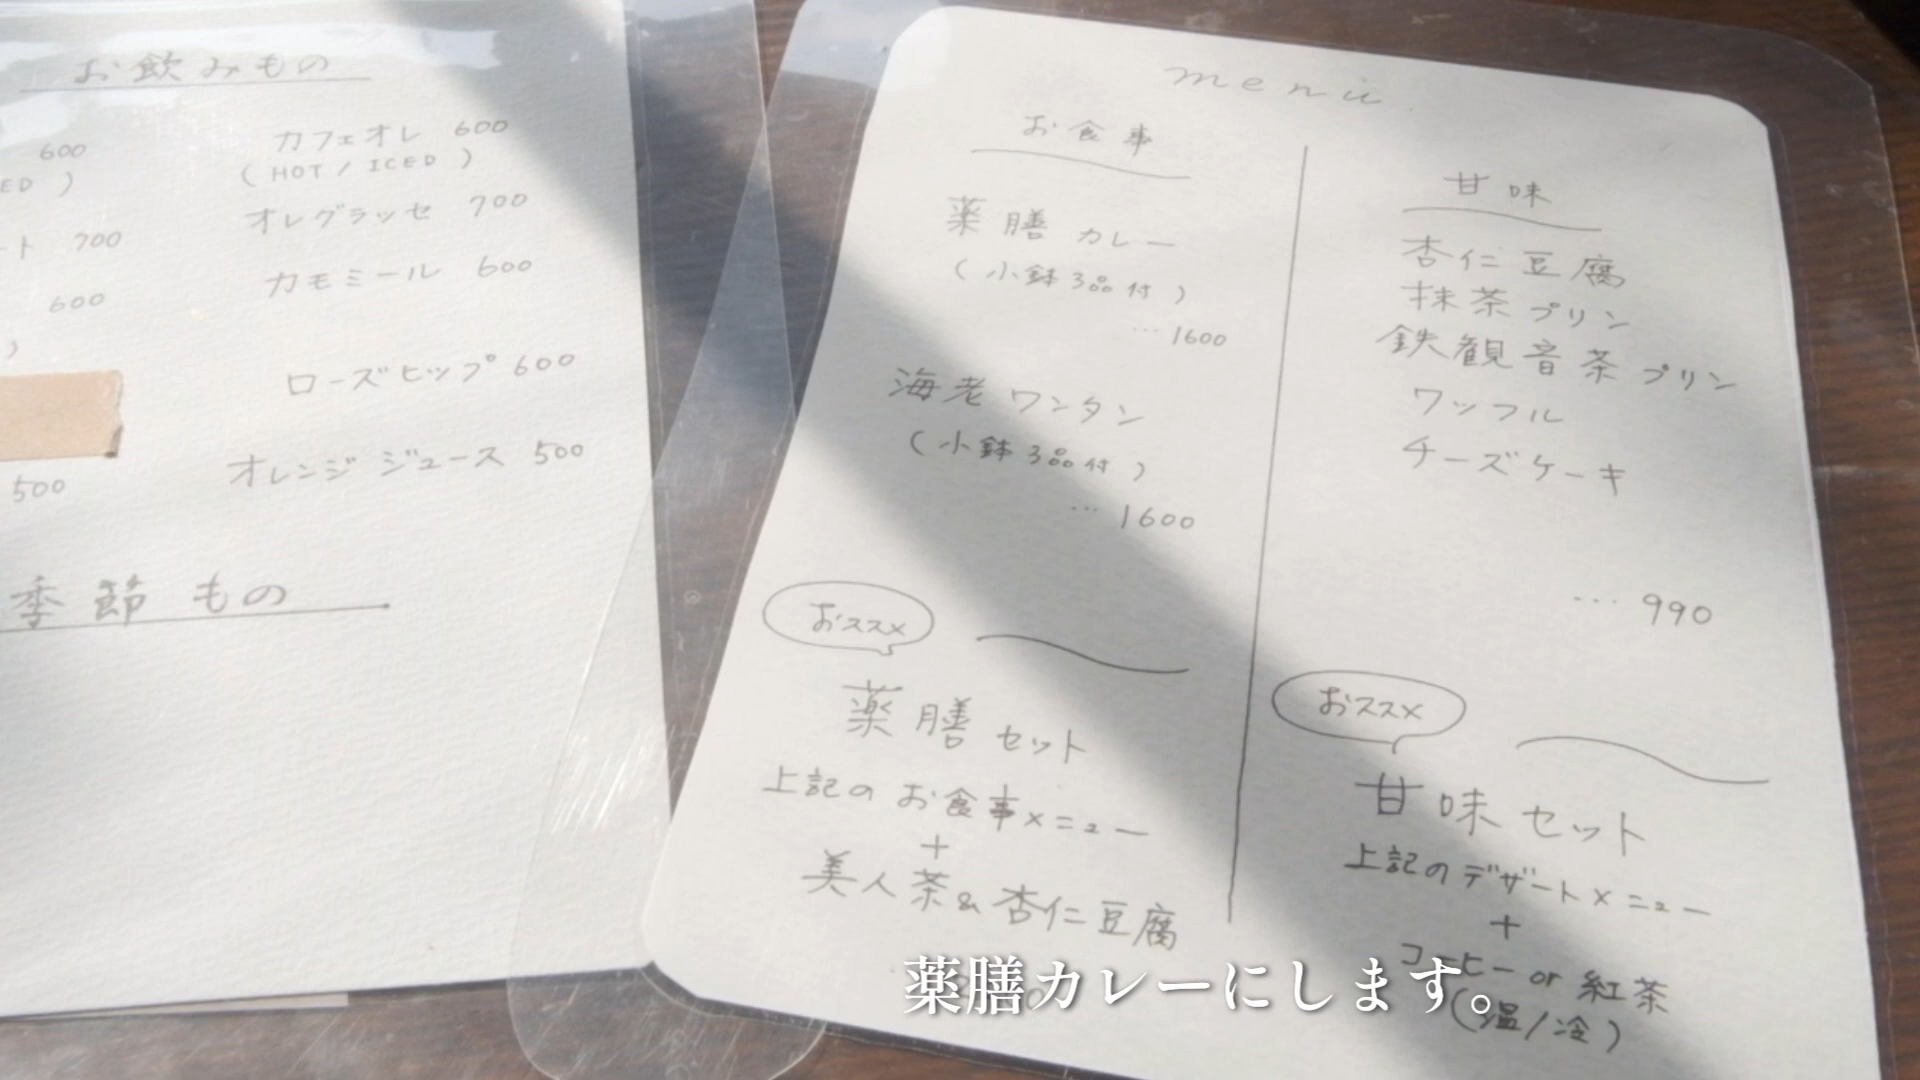 お飲みもの
600
カフェオレ 600
ED )
( HOT / ICED )
ート 700
オレグラッセ 700
600
カモミール 600
)
ローズヒップ 600
500
オレンジジュース 500
季節もの
menu.
お食事
薬膳カレー
( 小鉢3品付 )
… 1600
海老ワンタン
( 小鉢3品付 )
… 1600
おススメ
薬膳セット
上記のお食事メニュー
+
美人茶&杏仁豆腐
甘味
杏仁豆腐
抹茶プリン
鉄観音茶プリン
ワッフル
チーズケーキ
… 990
おススメ
甘味セット
上記のデザートメニュー
+
コーヒー or 紅茶
(温/冷)
薬膳カレーにします。